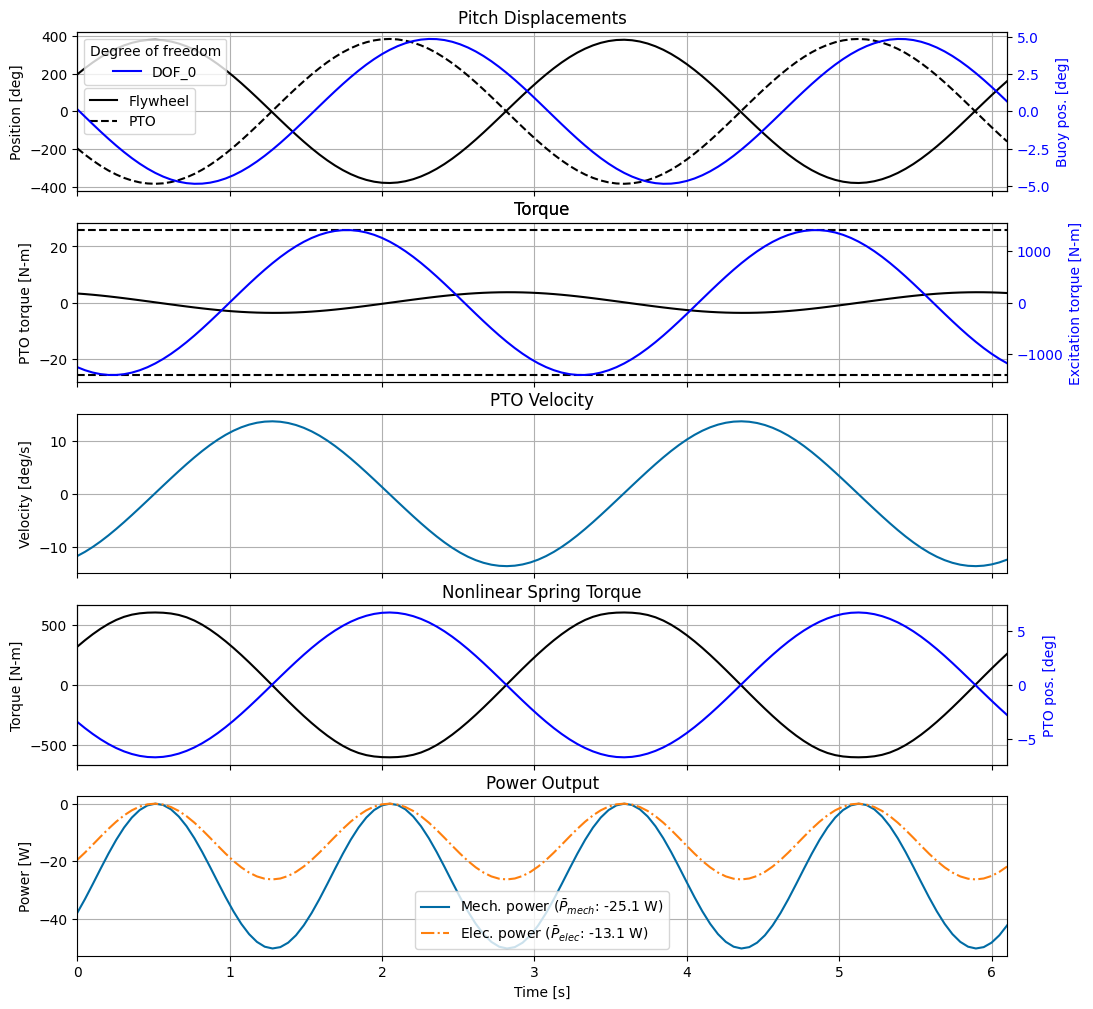 Pitch Displacements
Position [deg]
400
200
0
−200
−400
Degree of freedom
DOF_0
Flywheel
PTO
5.0
2.5
0.0
−2.5
−5.0
Buoy pos. [deg]
Torque
PTO torque [N-m]
20
0
−20
1000
0
−1000
Excitation torque [N-m]
PTO Velocity
Velocity [deg/s]
10
0
−10
Nonlinear Spring Torque
Torque [N-m]
500
0
−500
5
0
−5
PTO pos. [deg]
Power Output
Power [W]
0
−20
−40
Mech. power (P̄mech: -25.1 W)
Elec. power (P̄elec: -13.1 W)
0 1 2 3 4 5 6
Time [s]